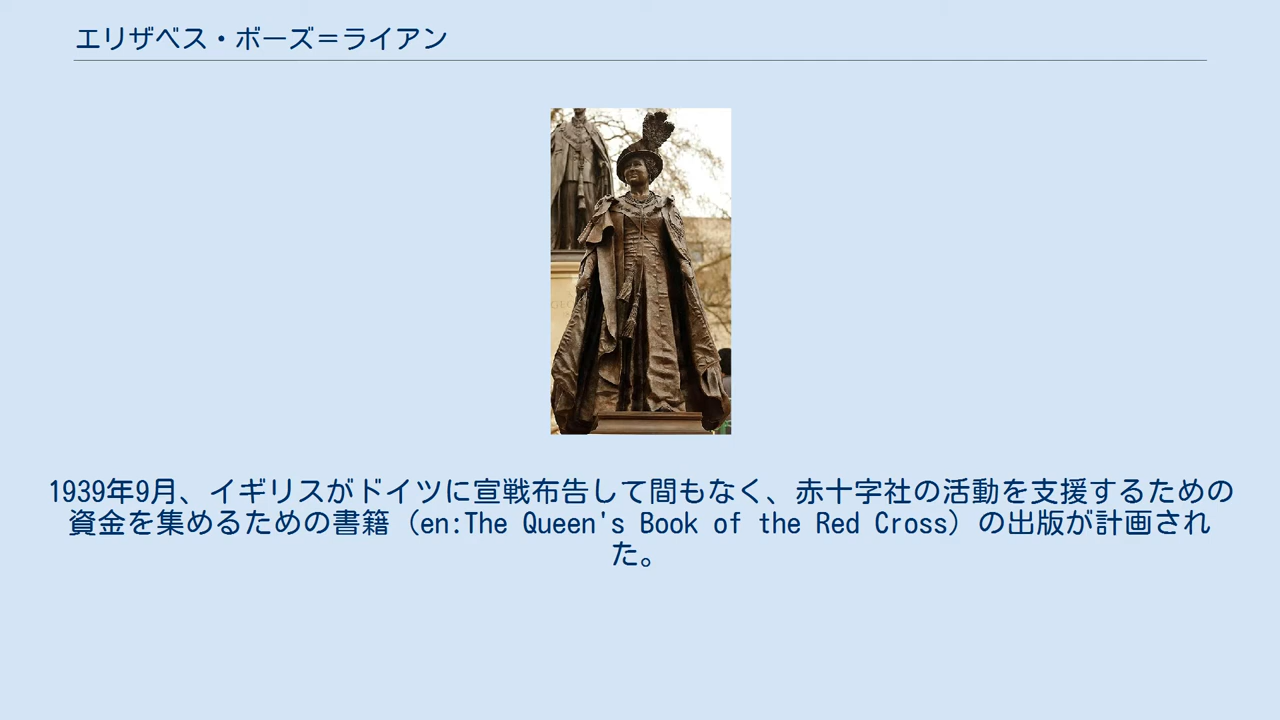 エリザベス・ボーズ＝ライアン
1939年9月、イギリスがドイツに宣戦布告して間もなく、赤十字社の活動を支援するための
資金を集めるための書籍（en:The Queen's Book of the Red Cross）の出版が計画され
た。